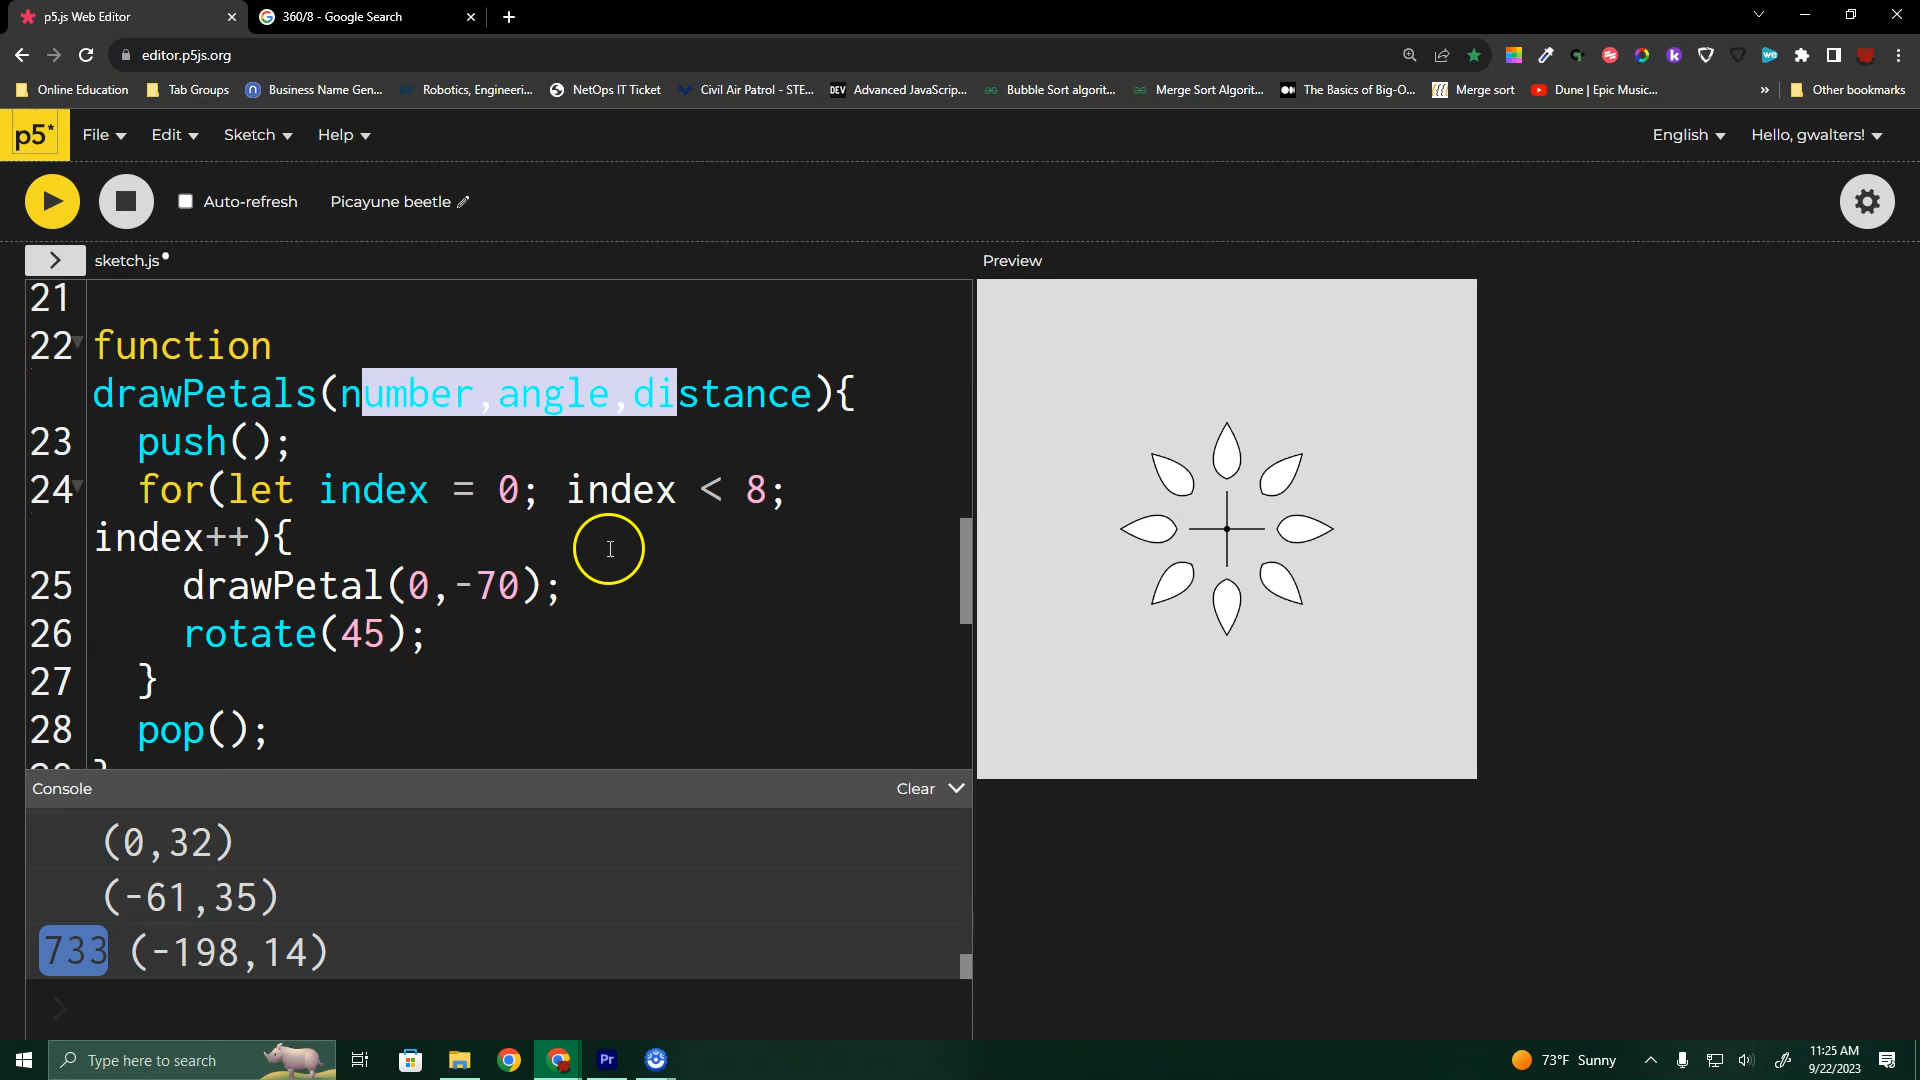 p5.js Web Editor
360/8 - Google Search
editor.p5js.org
Online Education
Tab Groups
Business Name Gen...
Robotics, Engineeri...
NetOps IT Ticket
Civil Air Patrol - STE...
DEV
Advanced JavaScrip...
Bubble Sort algorit...
Merge Sort Algorit...
The Basics of Big-O...
Merge sort
Dune | Epic Music...
»
Other bookmarks
p5*
File
Edit
Sketch
Help
English
Hello, gwalters!
Auto-refresh
Picayune beetle
sketch.js
Preview
21
22 function
drawPetals(number,angle,distance){
23 push();
24 for(let index = 0; index < 8;
index++){
25 drawPetal(0,-70);
26 rotate(45);
27 }
28 pop();
Console
Clear
(0,32)
(-61,35)
733 (-198,14)
Type here to search
Pr
73°F Sunny
11:25 AM
9/22/2023